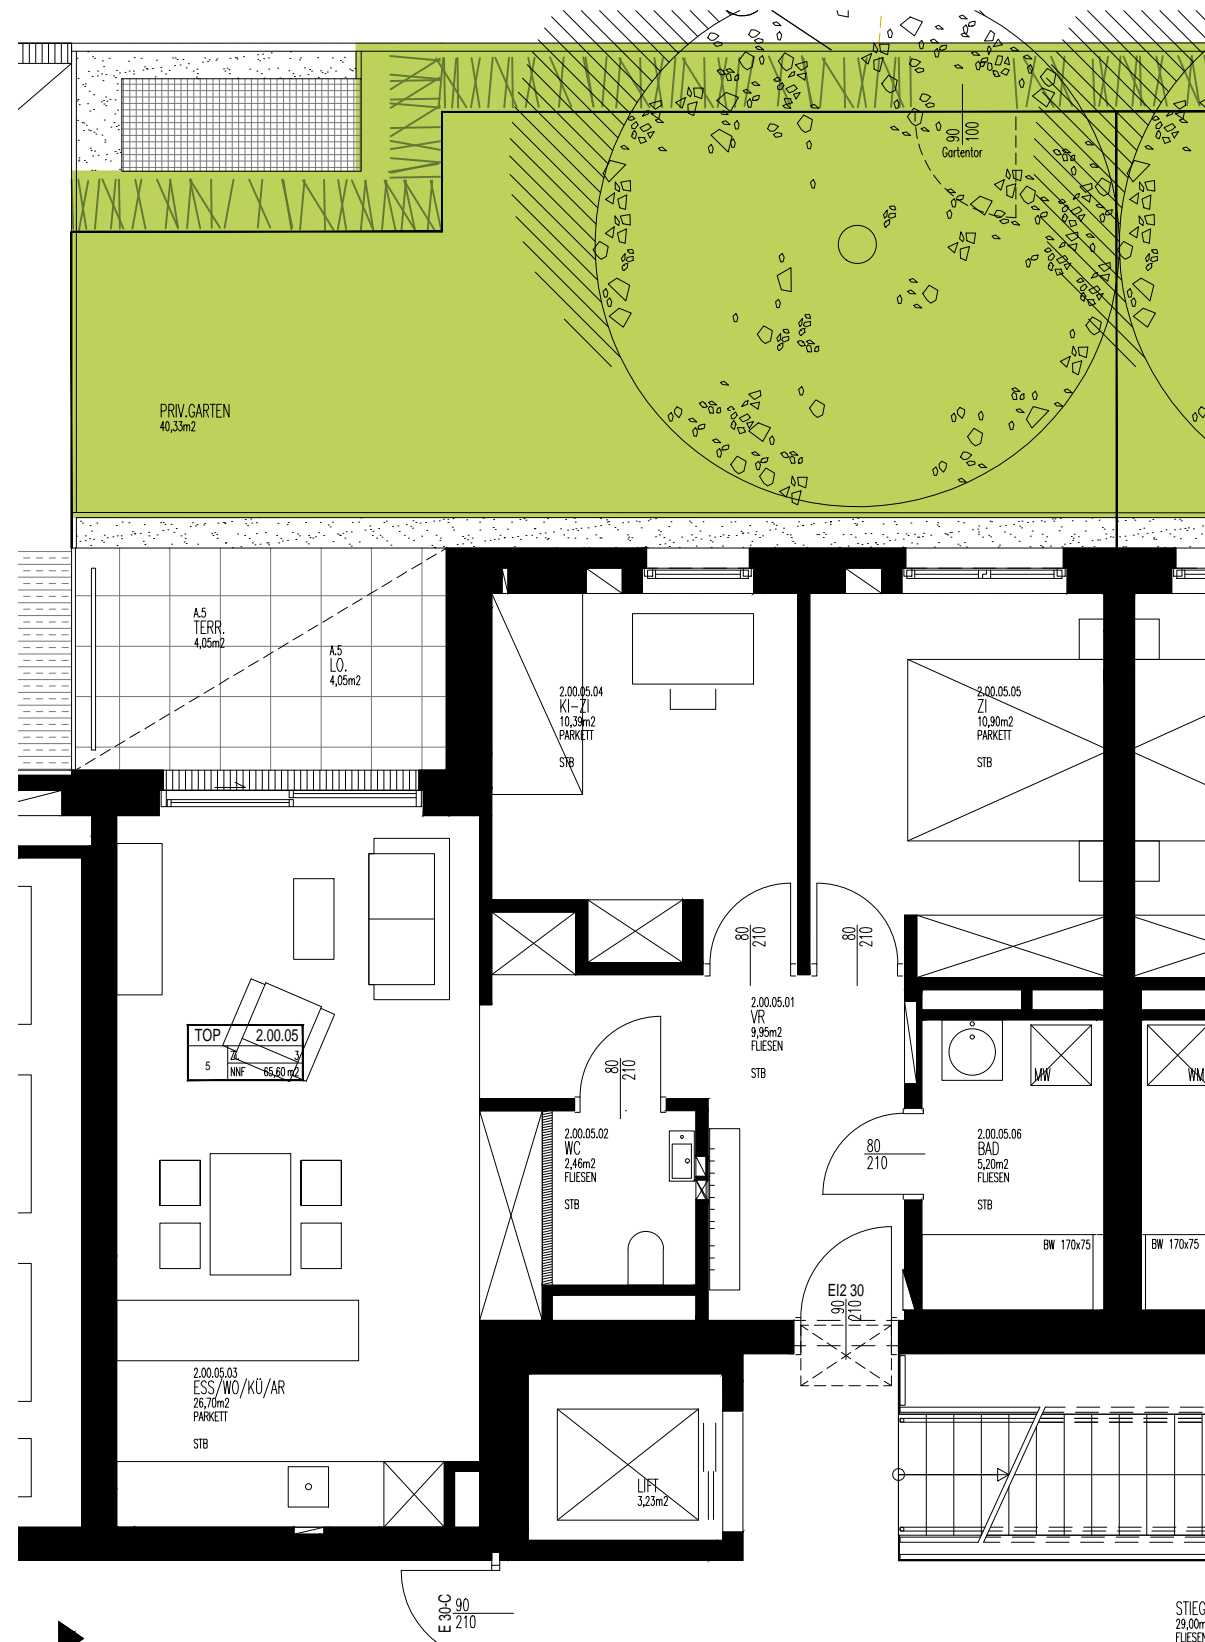 90
100
Gartentor
PRIV.GARTEN
40,33m2
A.5
TERR.
4,05m2
A.5
LO.
4,05m2
2.00.05.04
KI-ZI
10,39m2
PARKETT
STB
2.00.05.05
ZI
10,90m2
PARKETT
STB
80
210
80
210
2.00.05.01
VR
9,95m2
FLIESEN
STB
TOP 2.00.05
5
ZI 3
NNF 65,60 m2
80
210
MW
WM
2.00.05.02
WC
2,46m2
FLIESEN
STB
80
210
2.00.05.06
BAD
5,20m2
FLIESEN
STB
BW 170x75
BW 170x75
EI2 30
90
210
2.00.05.03
ESS/WO/KÜ/AR
26,70m2
PARKETT
STB
LIFT
3,23m2
E 30-C
90
210
STIEG
29,00m
FLIESEN